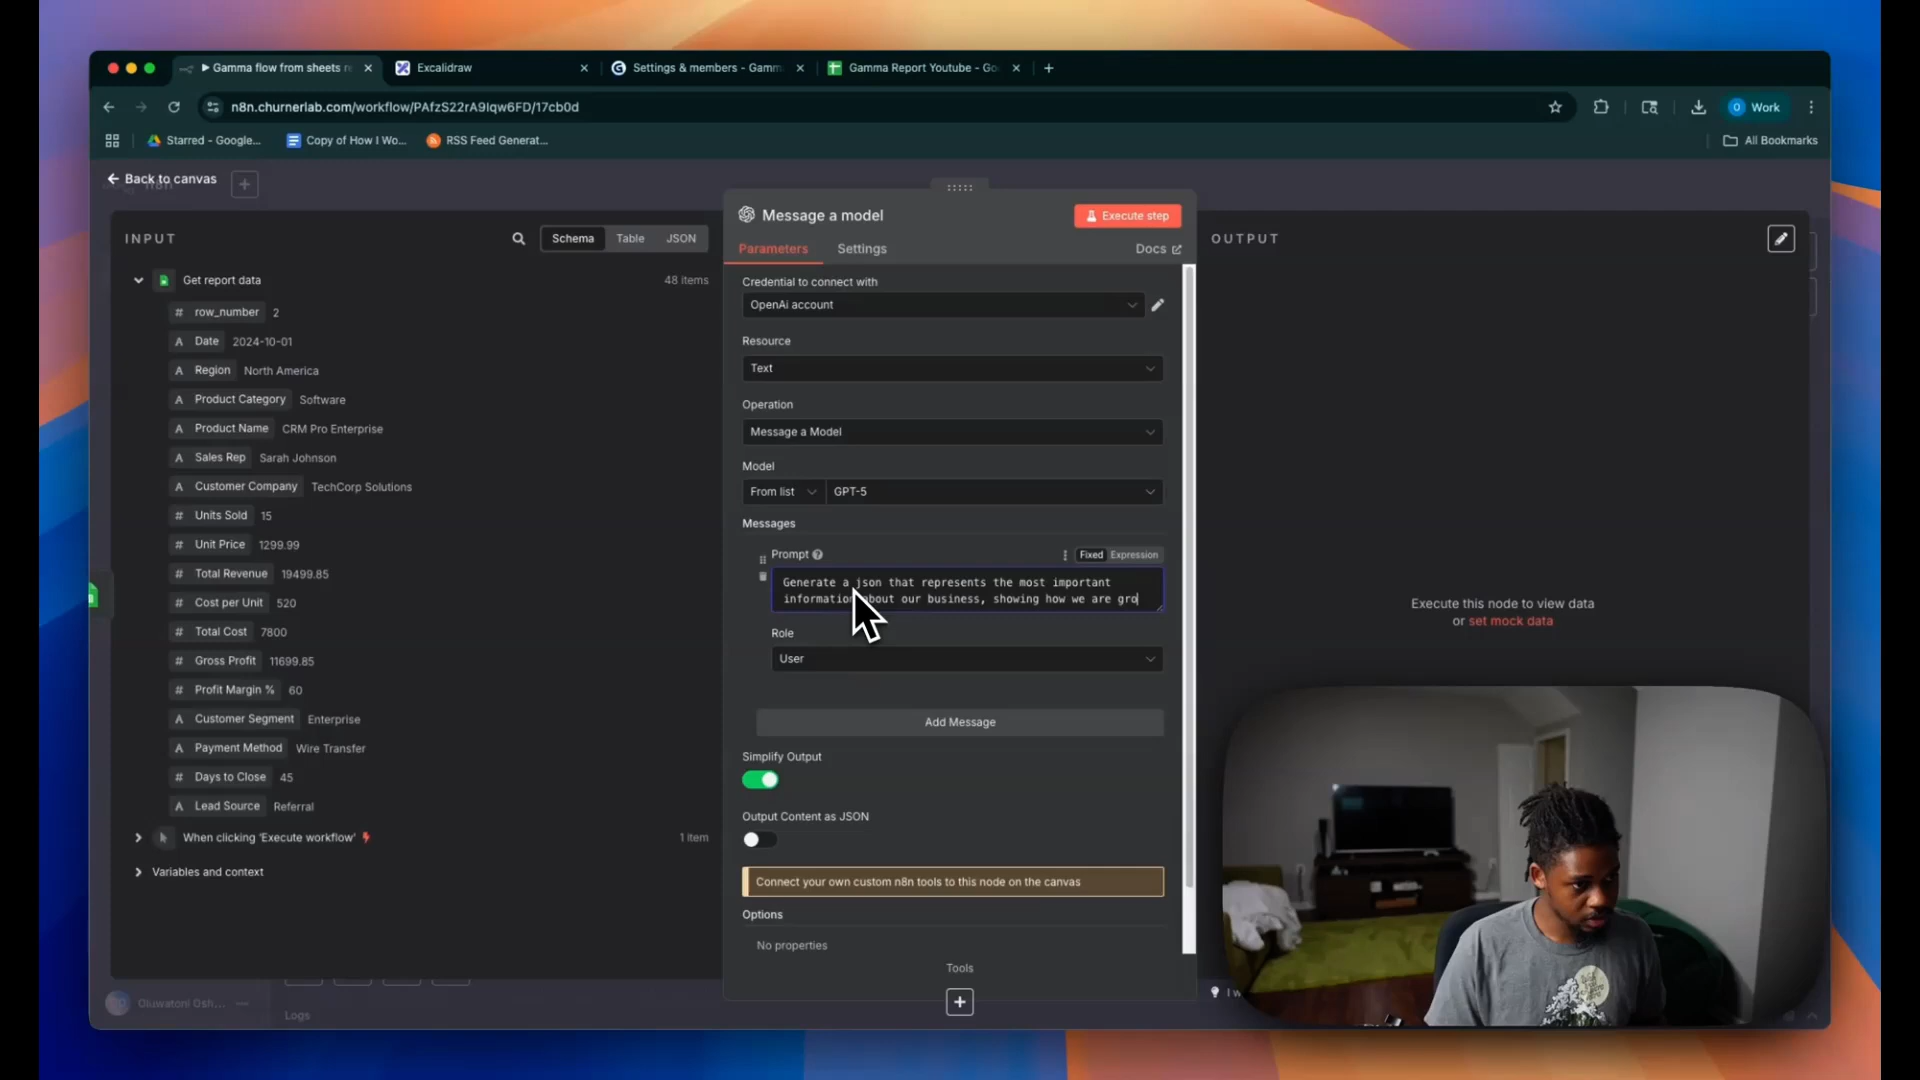 Gamma flow from sheets re
Excalidraw
Settings & members - Gamm
Gamma Report Youtube - Go
n8n.churnerlab.com/workflow/PAfzS22rA9Iqw6FD/17cb0d
Work
Starred - Google...
Copy of How I Wo...
RSS Feed Generat...
All Bookmarks
Back to canvas
INPUT
Schema
Table
JSON
Get report data
48 items
# row_number 2
A Date 2024-10-01
A Region North America
A Product Category Software
A Product Name CRM Pro Enterprise
A Sales Rep Sarah Johnson
A Customer Company TechCorp Solutions
# Units Sold 15
# Unit Price 1299.99
# Total Revenue 19499.85
# Cost per Unit 520
# Total Cost 7800
# Gross Profit 11699.85
# Profit Margin % 60
A Customer Segment Enterprise
A Payment Method Wire Transfer
# Days to Close 45
A Lead Source Referral
When clicking 'Execute workflow'
1 item
Variables and context
Oluwatoni Osh...
Logs
Message a model
Execute step
Parameters
Settings
Docs
Credential to connect with
OpenAi account
Resource
Text
Operation
Message a Model
Model
From list
GPT-5
Messages
Prompt
Fixed
Expression
Generate a json that represents the most important
information about our business, showing how we are gro
Role
User
Add Message
Simplify Output
Output Content as JSON
Connect your own custom n8n tools to this node on the canvas
Options
No properties
Tools
OUTPUT
Execute this node to view data
or set mock data
I w